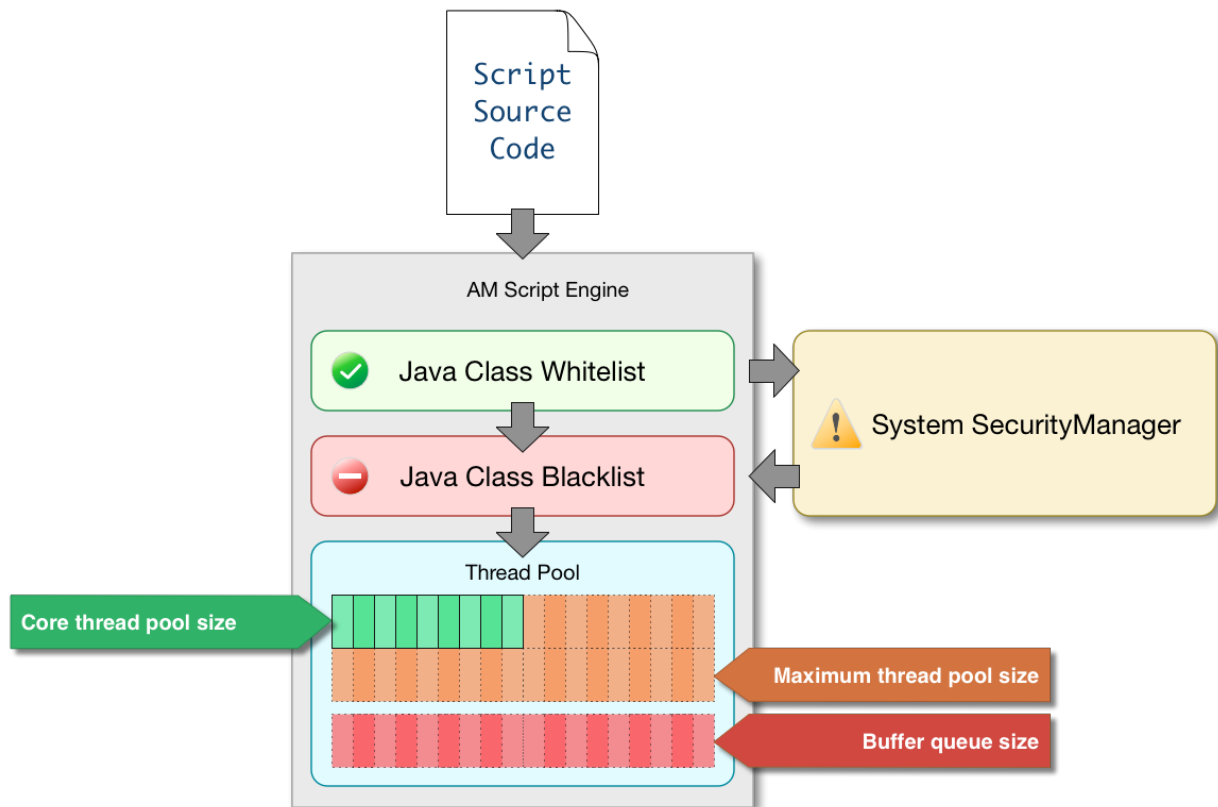 Script
Source
Code
AM Script Engine
Java Class Whitelist
System SecurityManager
Java Class Blacklist
Thread Pool
Core thread pool size
Maximum thread pool size
Buffer queue size